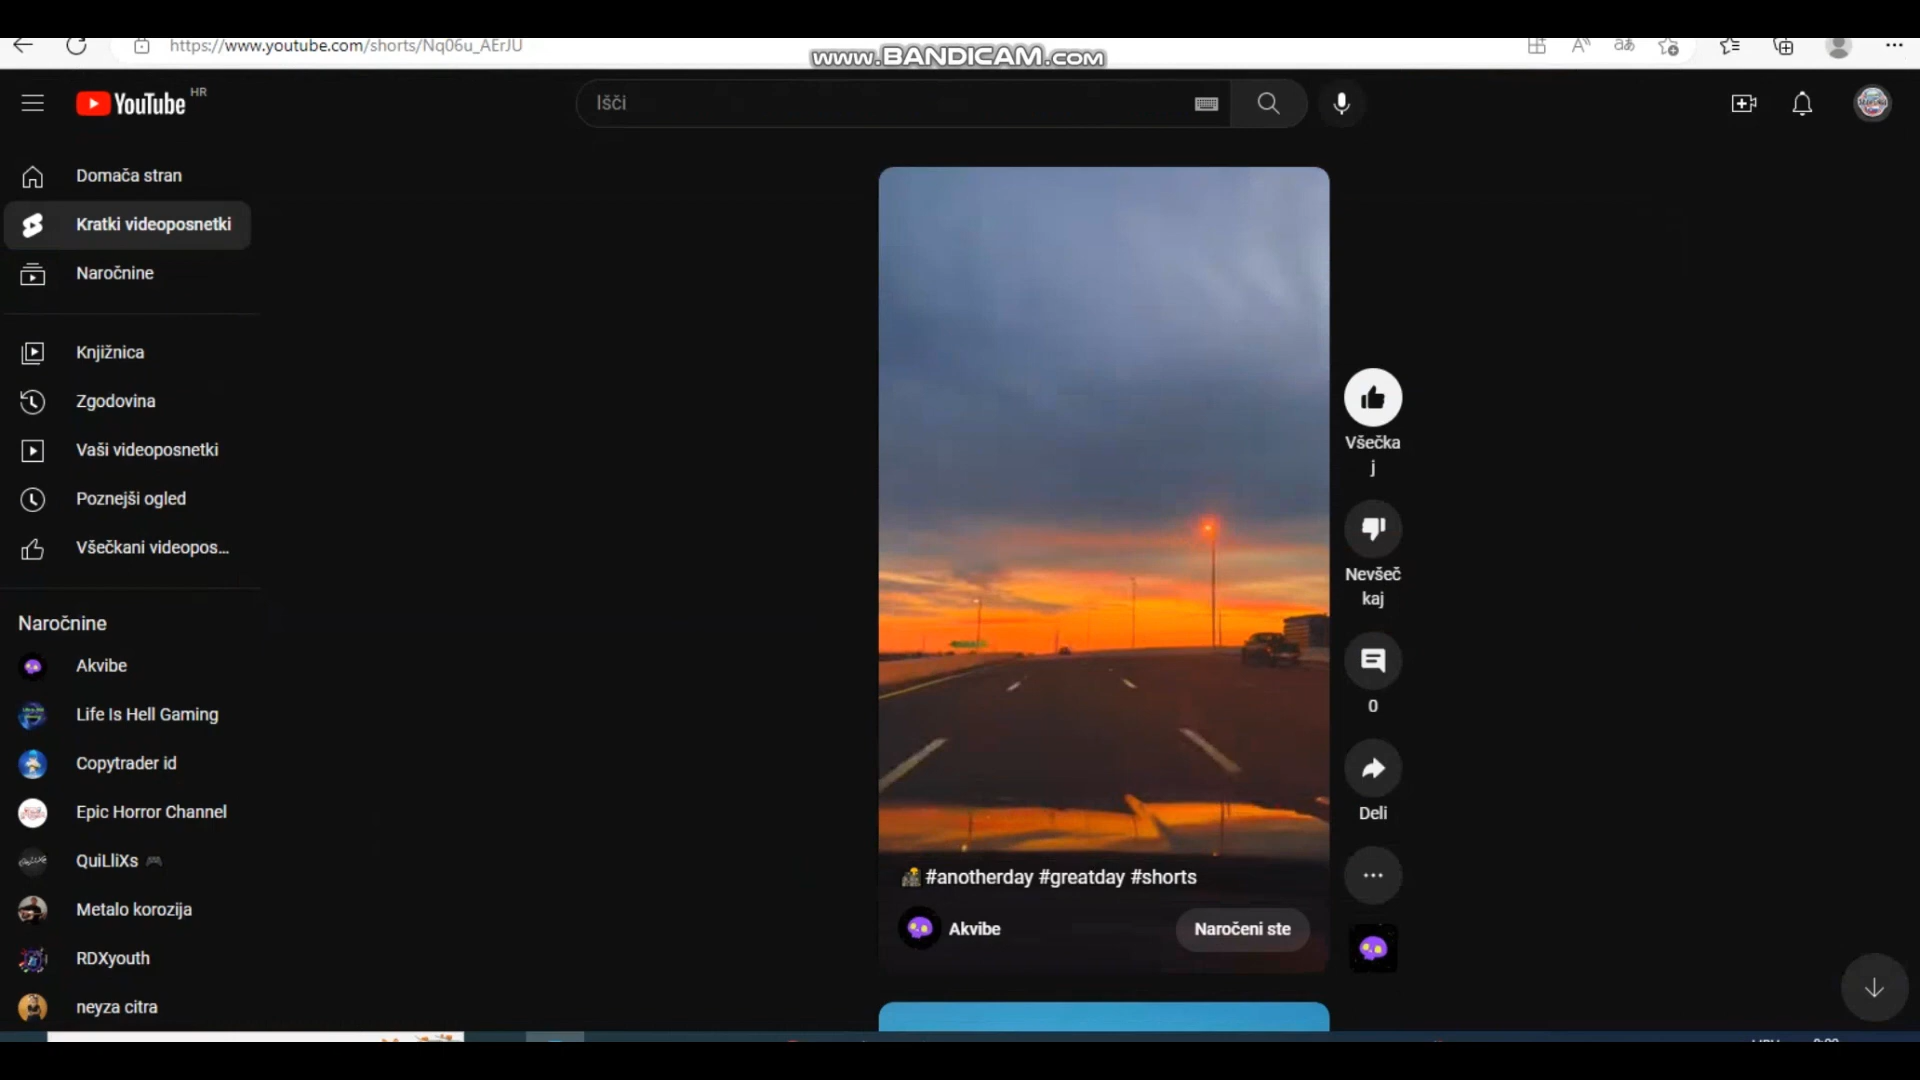 https://www.youtube.com/shorts/Nq06u_AErJU
www.BANDICAM.com
YouTube HR
Išči
Domača stran
Kratki videoposnetki
Naročnine
Knjižnica
Zgodovina
Vaši videoposnetki
Poznejši ogled
Všečkani videopos...
Naročnine
Akvibe
Life Is Hell Gaming
Copytrader id
Epic Horror Channel
QuiLliXs
Metalo korozija
RDXyouth
neyza citra
Všečka
j
Nevšeč
kaj
0
Deli
#anotherday #greatday #shorts
Akvibe
Naročeni ste